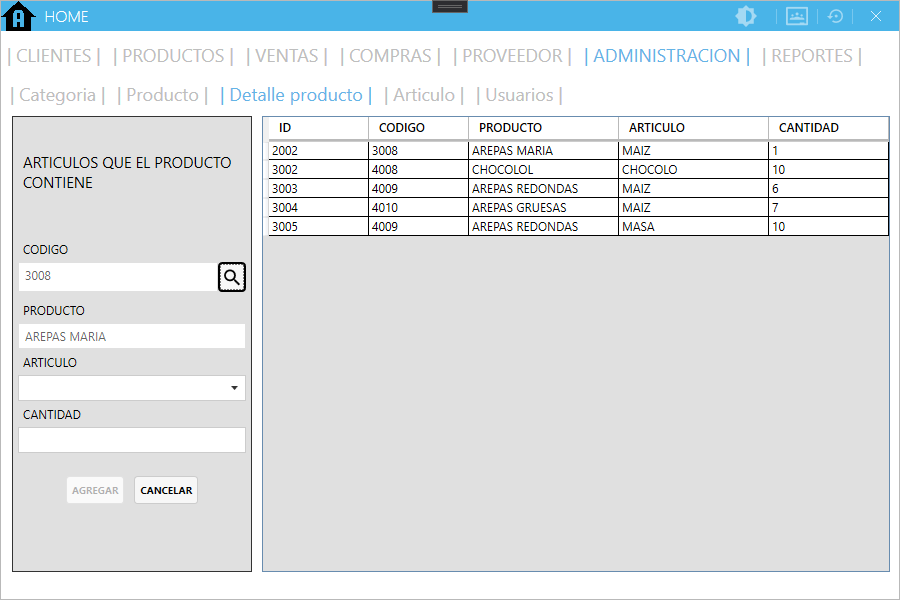 HOME
| CLIENTES | | PRODUCTOS | | VENTAS | | COMPRAS | | PROVEEDOR | | ADMINISTRACION | | REPORTES |
| Categoria | | Producto | | Detalle producto | | Articulo | | Usuarios |
ARTICULOS QUE EL PRODUCTO
CONTIENE
CODIGO
3008
PRODUCTO
AREPAS MARIA
ARTICULO
CANTIDAD
AGREGAR CANCELAR
ID CODIGO PRODUCTO ARTICULO CANTIDAD
2002 3008 AREPAS MARIA MAIZ 1
3002 4008 CHOCOLOL CHOCOLO 10
3003 4009 AREPAS REDONDAS MAIZ 6
3004 4010 AREPAS GRUESAS MAIZ 7
3005 4009 AREPAS REDONDAS MASA 10